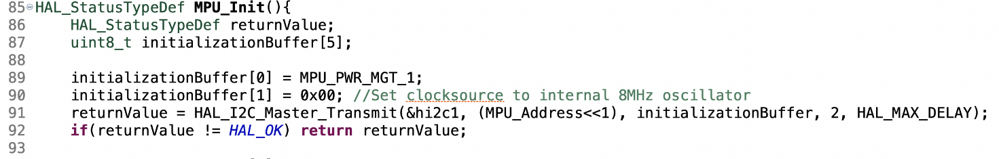 85 HAL_StatusTypeDef MPU_Init(){
86 HAL_StatusTypeDef returnValue;
87 uint8_t initializationBuffer[5];
88
89 initializationBuffer[0] = MPU_PWR_MGT_1;
90 initializationBuffer[1] = 0x00; //Set clocksource to internal 8MHz oscillator
91 returnValue = HAL_I2C_Master_Transmit(&hi2c1, (MPU_Address<<1), initializationBuffer, 2, HAL_MAX_DELAY);
92 if(returnValue != HAL_OK) return returnValue;
93